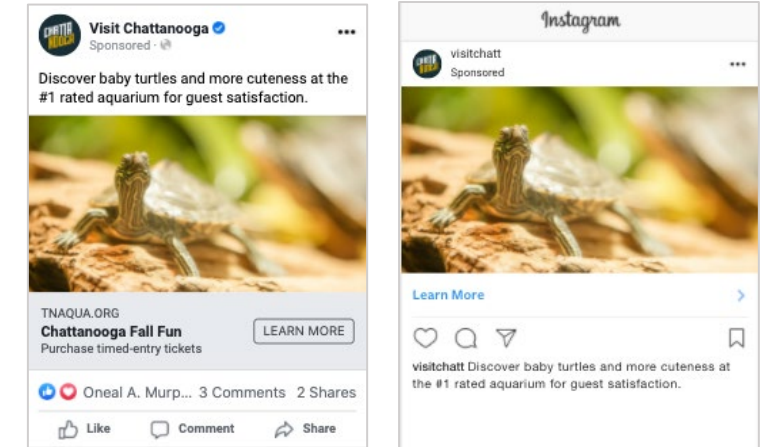 CHATTA
NOOGA
Visit Chattanooga
Sponsored ·
Discover baby turtles and more cuteness at the
#1 rated aquarium for guest satisfaction.
TNAQUA.ORG
Chattanooga Fall Fun
Purchase timed-entry tickets
LEARN MORE
Oneal A. Murp... 3 Comments 2 Shares
Like Comment Share
Instagram
visitchatt
Sponsored
Learn More
visitchatt Discover baby turtles and more cuteness at
the #1 rated aquarium for guest satisfaction.